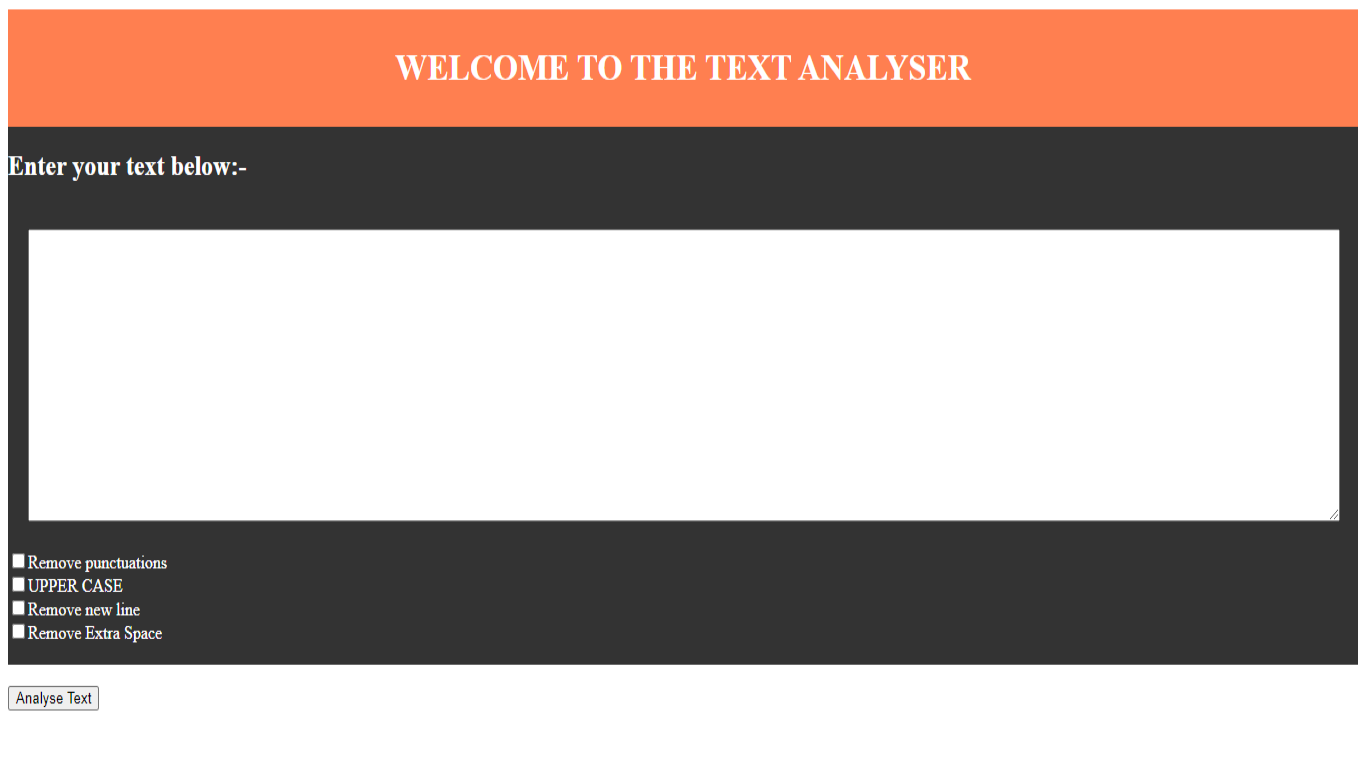 WELCOME TO THE TEXT ANALYSER
Enter your text below:-
Remove punctuations
UPPER CASE
Remove new line
Remove Extra Space
Analyse Text